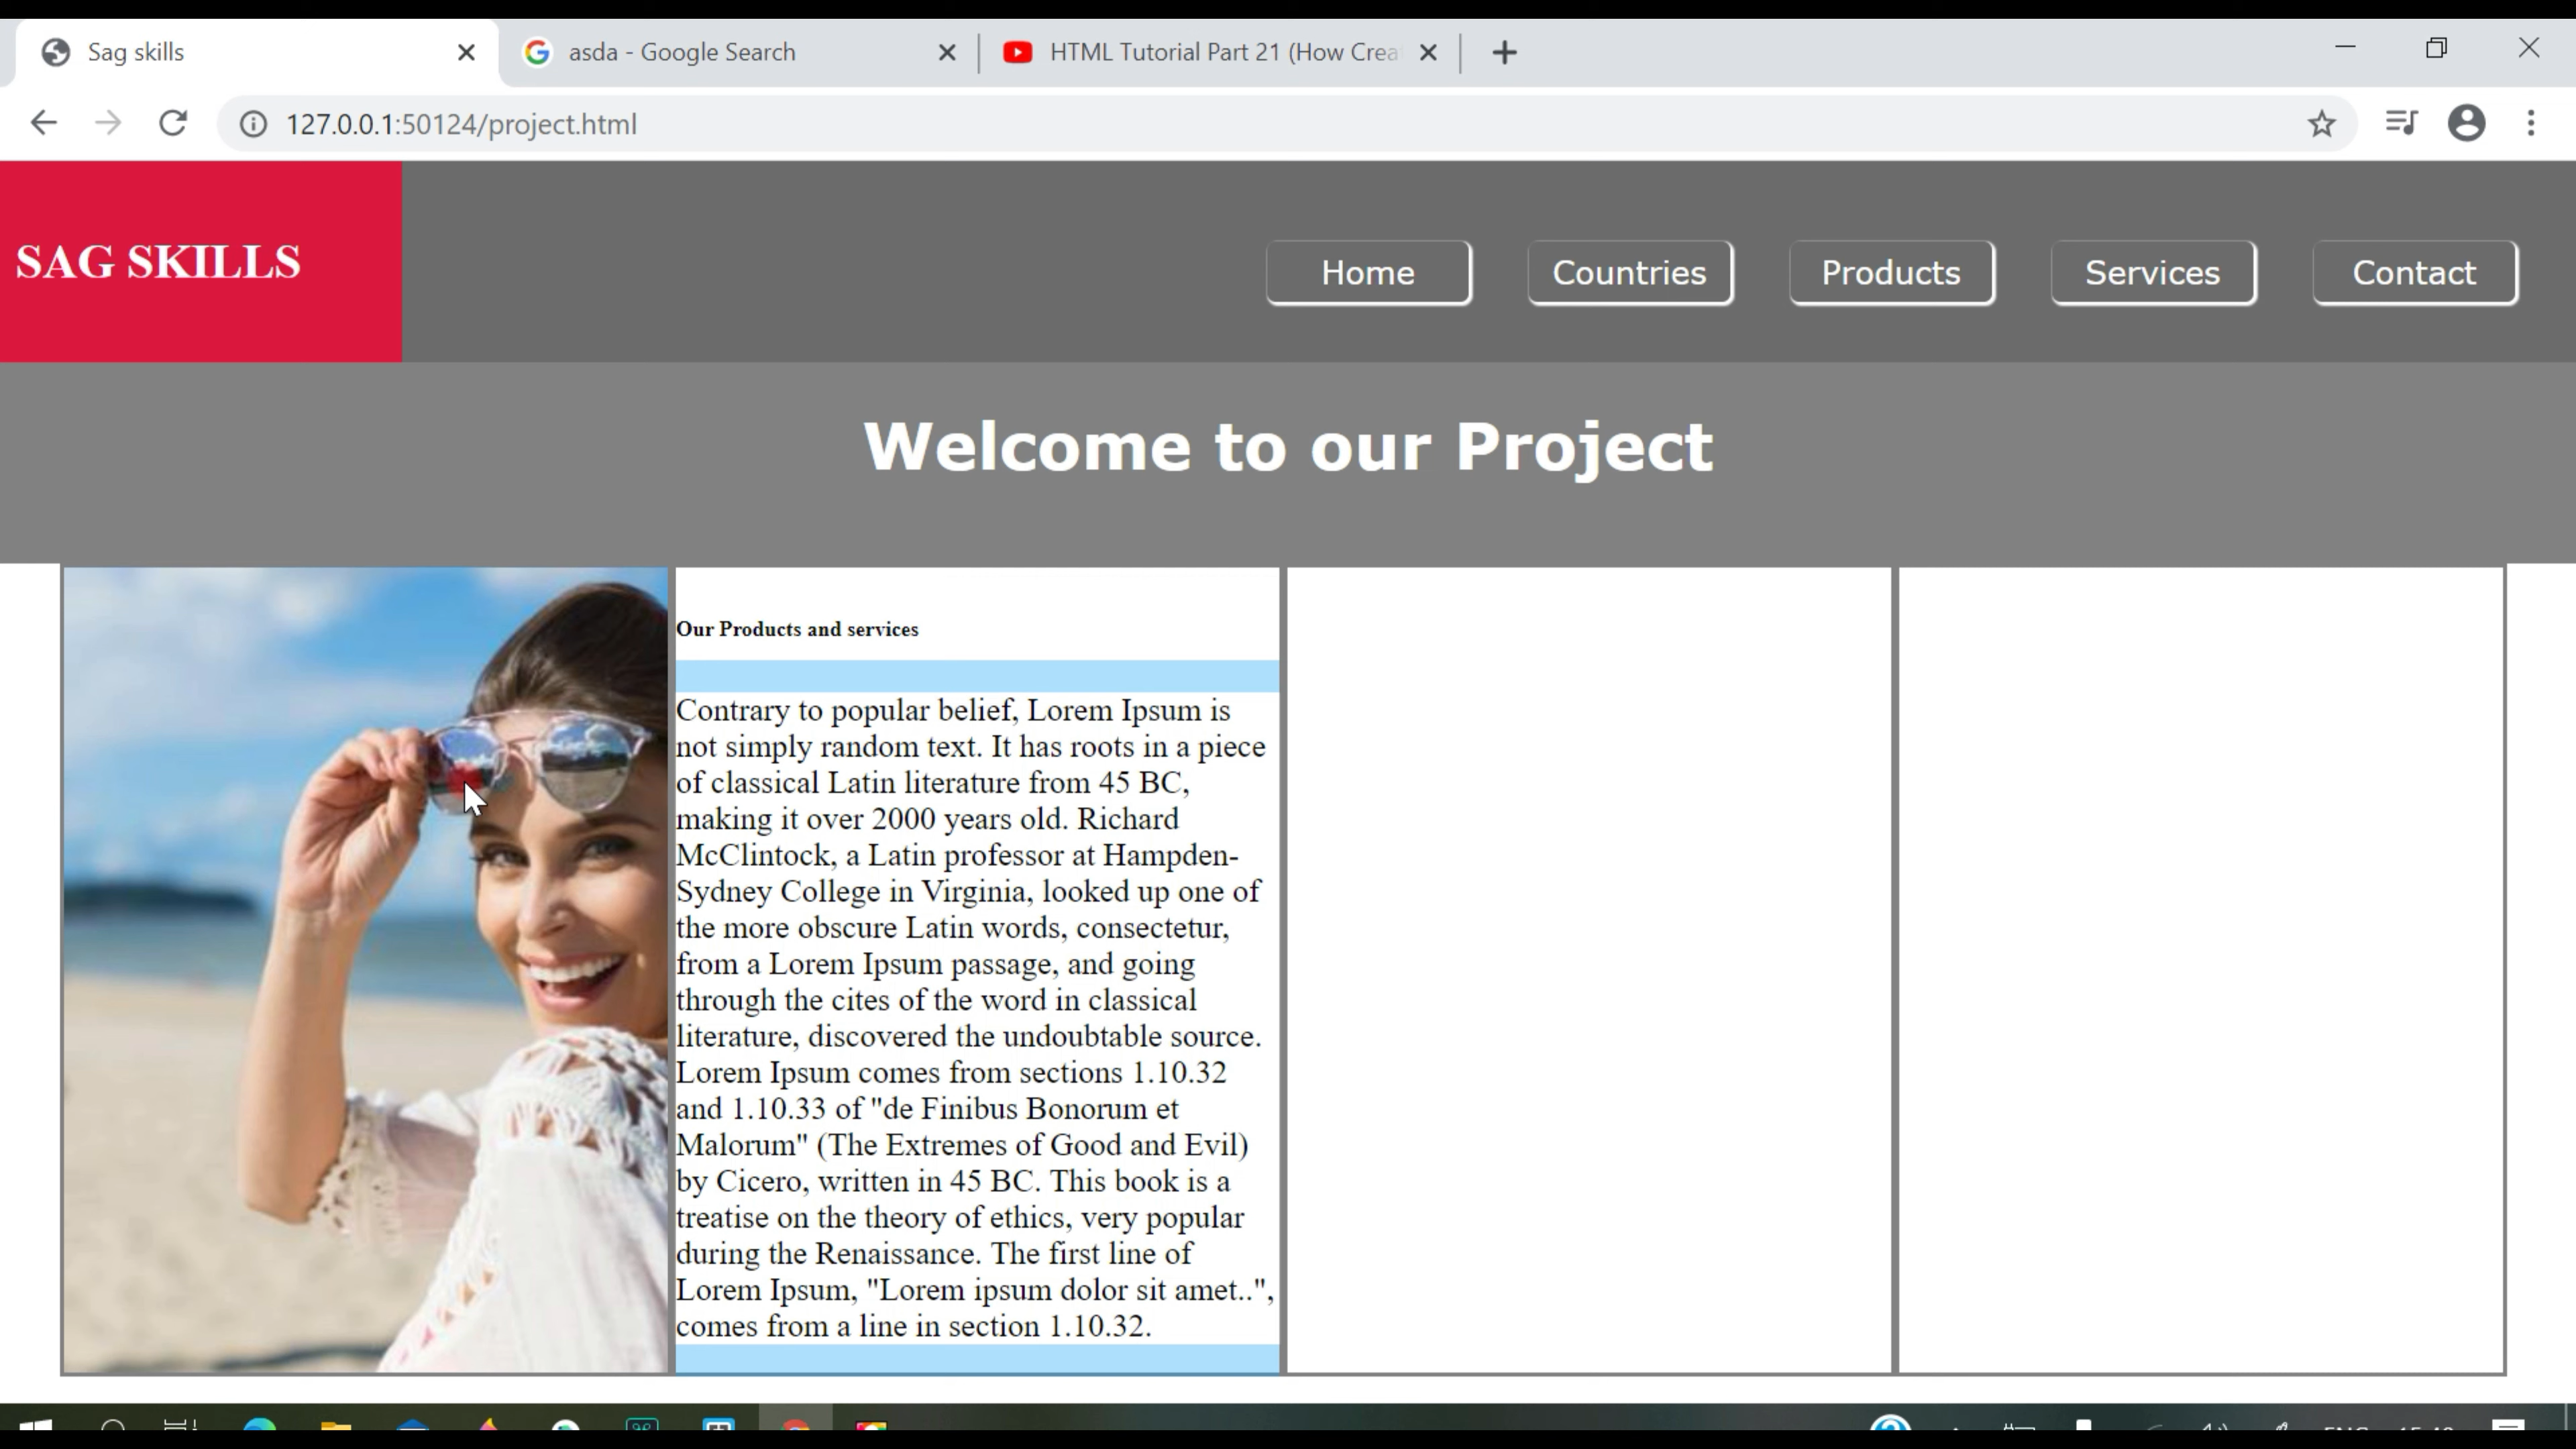 Sag skills
asda - Google Search
HTML Tutorial Part 21 (How Crea
127.0.0.1:50124/project.html
SAG SKILLS
Home
Countries
Products
Services
Contact
Welcome to our Project
Our Products and services
Contrary to popular belief, Lorem Ipsum is
not simply random text. It has roots in a piece
of classical Latin literature from 45 BC,
making it over 2000 years old. Richard
McClintock, a Latin professor at Hampden-
Sydney College in Virginia, looked up one of
the more obscure Latin words, consectetur,
from a Lorem Ipsum passage, and going
through the cites of the word in classical
literature, discovered the undoubtable source.
Lorem Ipsum comes from sections 1.10.32
and 1.10.33 of "de Finibus Bonorum et
Malorum" (The Extremes of Good and Evil)
by Cicero, written in 45 BC. This book is a
treatise on the theory of ethics, very popular
during the Renaissance. The first line of
Lorem Ipsum, "Lorem ipsum dolor sit amet..",
comes from a line in section 1.10.32.